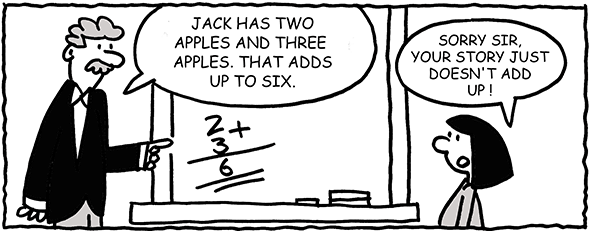 JACK HAS TWO
APPLES AND THREE
APPLES. THAT ADDS
UP TO SIX.
2 +
3
6
SORRY SIR,
YOUR STORY JUST
DOESN'T ADD
UP !